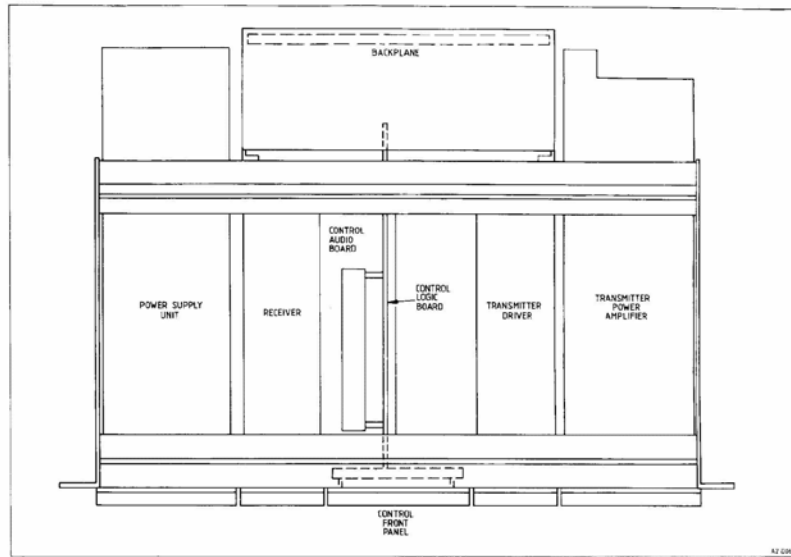 BACKPLANE
CONTROL
AUDIO
BOARD
POWER SUPPLY
UNIT
RECEIVER
CONTROL
LOGIC
BOARD
TRANSMITTER
DRIVER
TRANSMITTER
POWER
AMPLIFIER
CONTROL
FRONT
PANEL